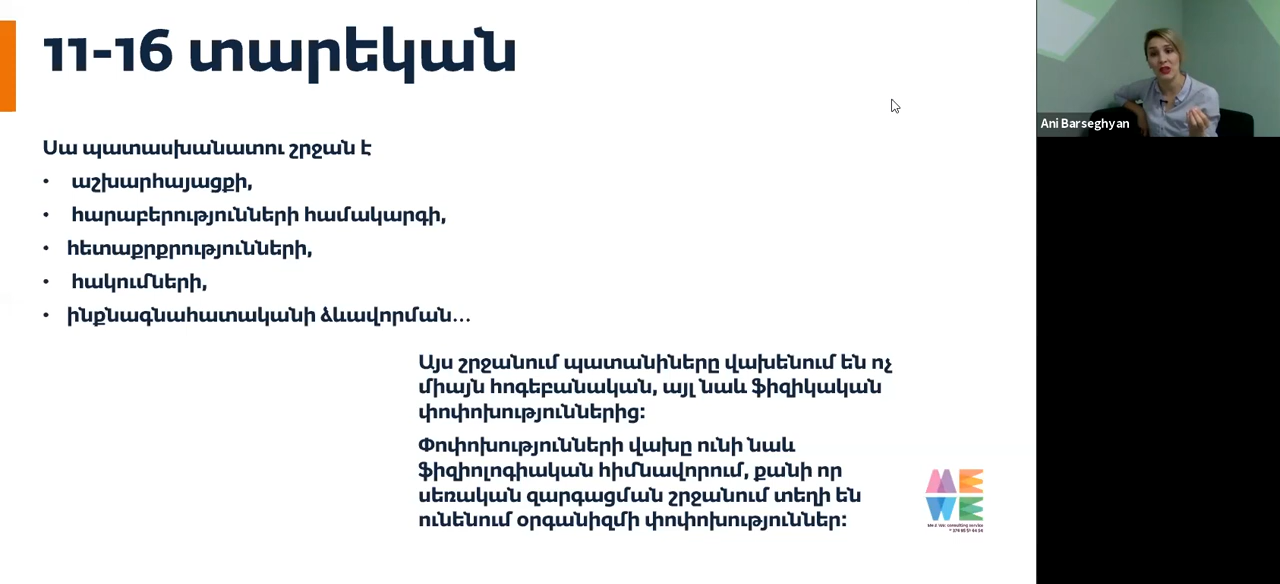 11-16 տարեկան
Սա պատասխանատու շրջան է
• աշխարհայացքի,
• հարաբերությունների համակարգի,
• հետաքրքրությունների,
• հակումների,
• ինքնագնահատականի ձևավորման…
Այս շրջանում պատանիները վախենում են ոչ
միայն հոգեբանական, այլ նաև ֆիզիկական
փոփոխություններից:
Փոփոխությունների վախը ունի նաև
ֆիզիոլոգիական հիմնավորում, քանի որ
սեռական զարգացման շրջանում տեղի են
ունենում օրգանիզմի փոփոխություններ:
ME
WE
Ani Barseghyan